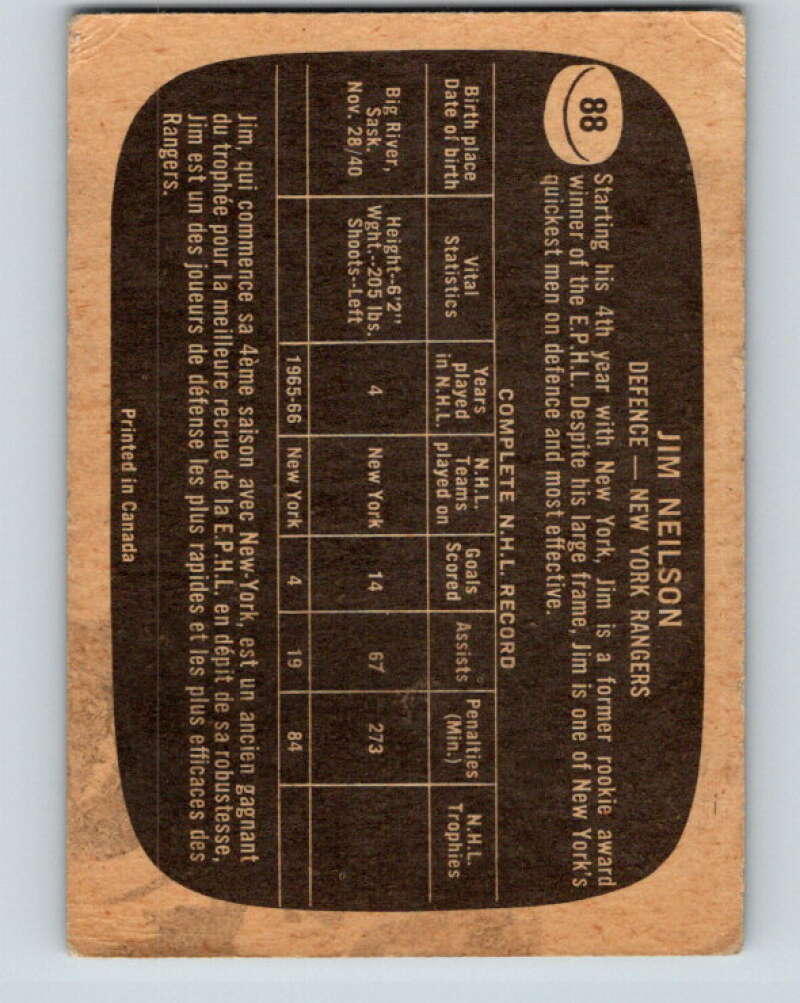 88
JIM NEILSON
DEFENCE — NEW YORK RANGERS
Starting his 4th year with New York, Jim is a former rookie award
winner of the E.P.H.L. Despite his large frame, Jim is one of New York's
quickest men on defence and most effective.
COMPLETE N.H.L. RECORD
Birth place
Date of birth
Vital
Statistics
Years
played
in N.H.L.
N.H.L.
Teams
played on
Goals
Scored
Assists
Penalties
(Min.)
N.H.L.
Trophies
Big River,
Sask.
Nov. 28/40
Height--6'2"
Wght.--205 lbs.
Shoots--Left
4
New York
14
67
273
1965-66
New York
4
19
84
Jim, qui commence sa 4ème saison avec New-York, est un ancien gagnant
du trophée pour la meilleure recrue de la E.P.H.L. en dépit de sa robustesse,
Jim est un des joueurs de défense les plus rapides et les plus efficaces des
Rangers.
Printed in Canada